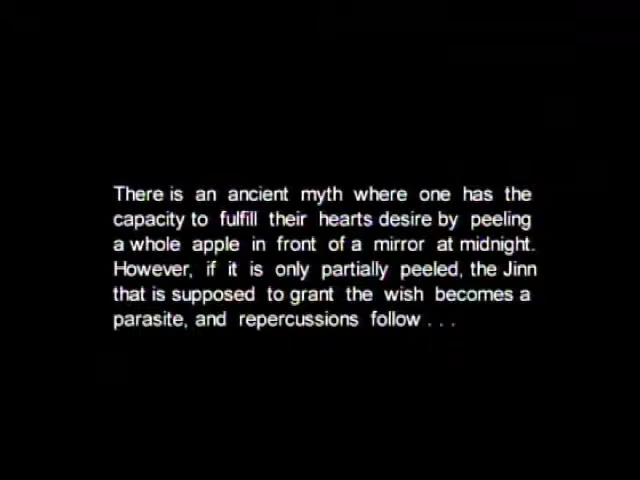 There is an ancient myth where one has the
capacity to fulfill their hearts desire by peeling
a whole apple in front of a mirror at midnight.
However, if it is only partially peeled, the Jinn
that is supposed to grant the wish becomes a
parasite, and repercussions follow . . .